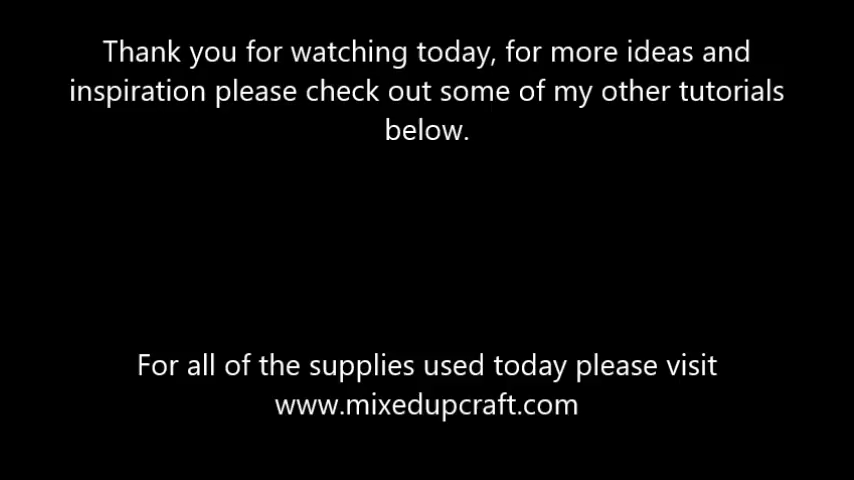 Thank you for watching today, for more ideas and
inspiration please check out some of my other tutorials
below.
For all of the supplies used today please visit
www.mixedupcraft.com